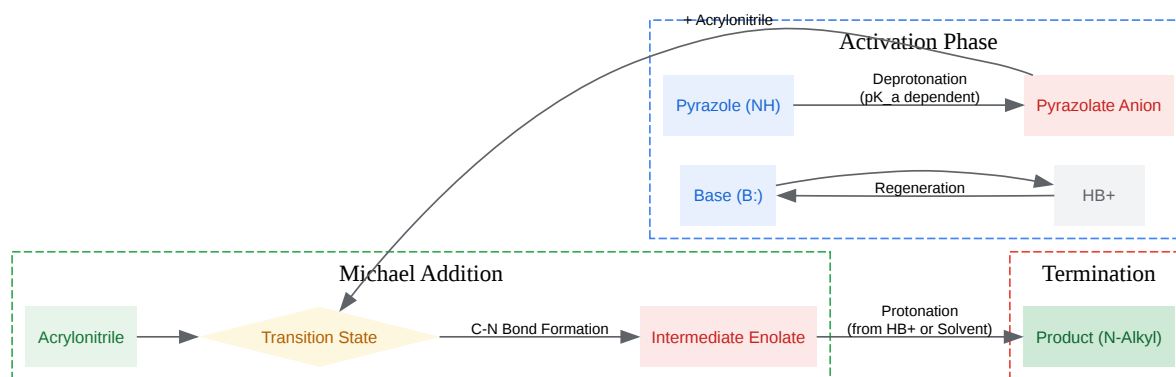 + Acrylonitrile
Activation Phase
Pyrazole (NH)
Deprotonation
(pK_a dependent)
Pyrazolate Anion
Base (B:)
Regeneration
HB+
Michael Addition
Termination
Acrylonitrile
Transition State
C-N Bond Formation
Intermediate Enolate
Protonation
(from HB+ or Solvent)
Product (N-Alkyl)